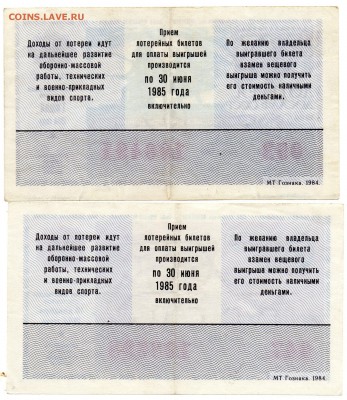 COINS.LAVE.RU
Доходы от лотереи идут
на дальнейшее развитие
оборонно-массовой
работы, технических
и военно-прикладных
видов спорта.
Прием
лотерейных билетов
для оплаты выигрышей
производится
по 30 июня
1985 года
включительно
По желанию владельца
выигравшего билета
взамен вещевого
выигрыша можно получить
его стоимость наличными
деньгами.
МТ Гознака. 1984.
Доходы от лотереи идут
на дальнейшее развитие
оборонно-массовой
работы, технических
и военно-прикладных
видов спорта.
Прием
лотерейных билетов
для оплаты выигрышей
производится
по 30 июня
1985 года
включительно
По желанию владельца
выигравшего билета
взамен вещевого
выигрыша можно получить
его стоимость наличными
деньгами.
МТ Гознака. 1984.